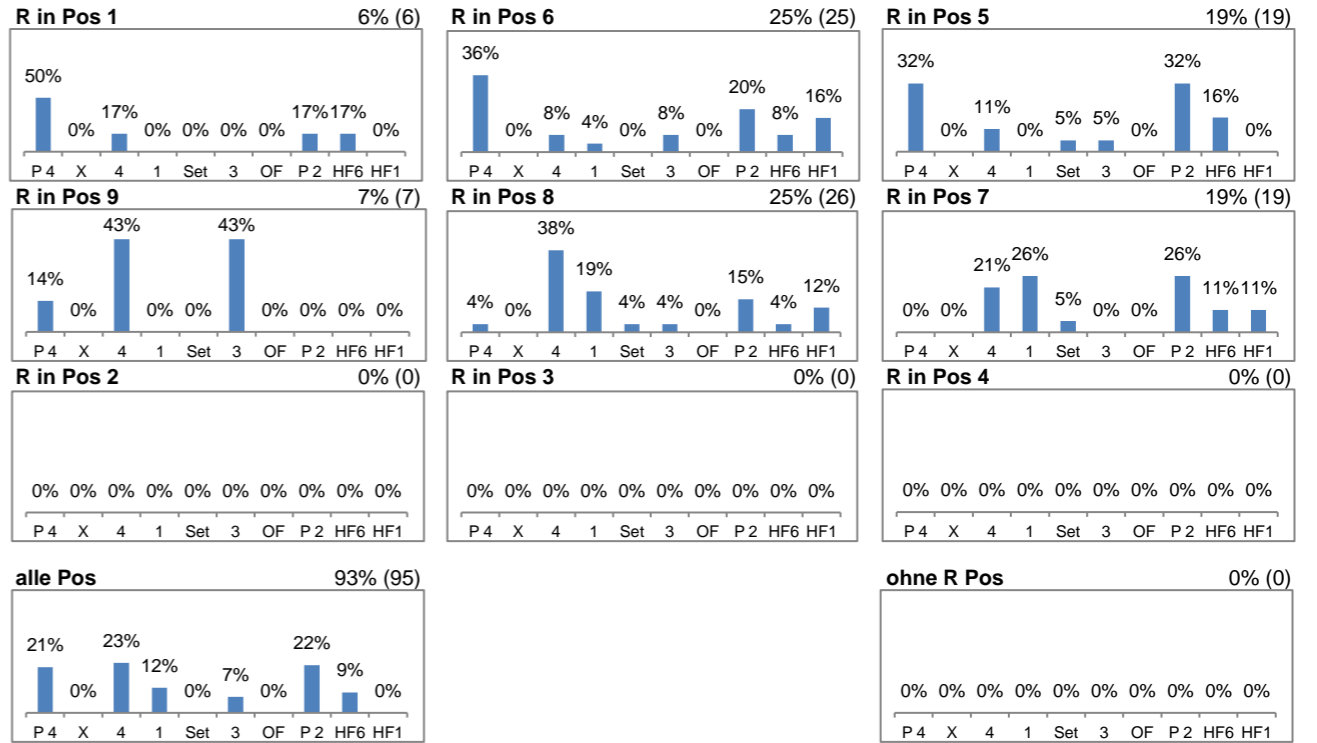 R in Pos 1 6% (6)
50% 0% 17% 0% 0% 0% 0% 17% 17% 0%
P 4 X 4 1 Set 3 OF P 2 HF6 HF1
R in Pos 6 25% (25)
36% 0% 8% 4% 0% 8% 0% 20% 8% 16%
P 4 X 4 1 Set 3 OF P 2 HF6 HF1
R in Pos 5 19% (19)
32% 0% 11% 0% 5% 5% 0% 32% 16% 0%
P 4 X 4 1 Set 3 OF P 2 HF6 HF1
R in Pos 9 7% (7)
14% 0% 43% 0% 0% 43% 0% 0% 0% 0%
P 4 X 4 1 Set 3 OF P 2 HF6 HF1
R in Pos 8 25% (26)
4% 0% 38% 19% 4% 4% 0% 15% 4% 12%
P 4 X 4 1 Set 3 OF P 2 HF6 HF1
R in Pos 7 19% (19)
0% 0% 21% 26% 5% 0% 0% 26% 11% 11%
P 4 X 4 1 Set 3 OF P 2 HF6 HF1
R in Pos 2 0% (0)
0% 0% 0% 0% 0% 0% 0% 0% 0% 0%
P 4 X 4 1 Set 3 OF P 2 HF6 HF1
R in Pos 3 0% (0)
0% 0% 0% 0% 0% 0% 0% 0% 0% 0%
P 4 X 4 1 Set 3 OF P 2 HF6 HF1
R in Pos 4 0% (0)
0% 0% 0% 0% 0% 0% 0% 0% 0% 0%
P 4 X 4 1 Set 3 OF P 2 HF6 HF1
alle Pos 93% (95)
21% 0% 23% 12% 0% 7% 0% 22% 9% 0%
P 4 X 4 1 Set 3 OF P 2 HF6 HF1
ohne R Pos 0% (0)
0% 0% 0% 0% 0% 0% 0% 0% 0% 0%
P 4 X 4 1 Set 3 OF P 2 HF6 HF1